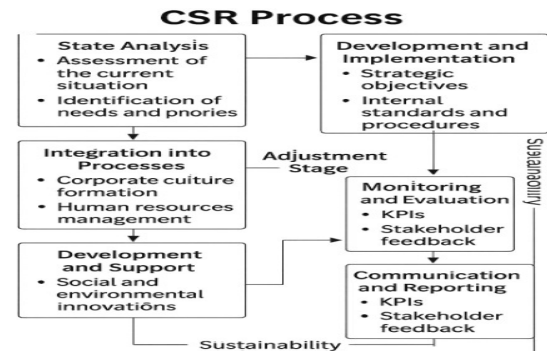 CSR Process
State Analysis
• Assessment of
the current
situation
• Identification of
needs and pnories
Development and
Implementation
• Strategic
objectives
• Internal
standards and
procedures
Integration into
Processes
• Corporate cuiture
formation
• Human resources
management
Adjustment
Stage
Monitoring
and Evaluation
• KPIs
• Stakeholder
feedback
Development
and Support
• Social and
environmental
innovatiōns
Communication
and Reporting
• KPIs
• Stakeholder
feedback
Sustainability